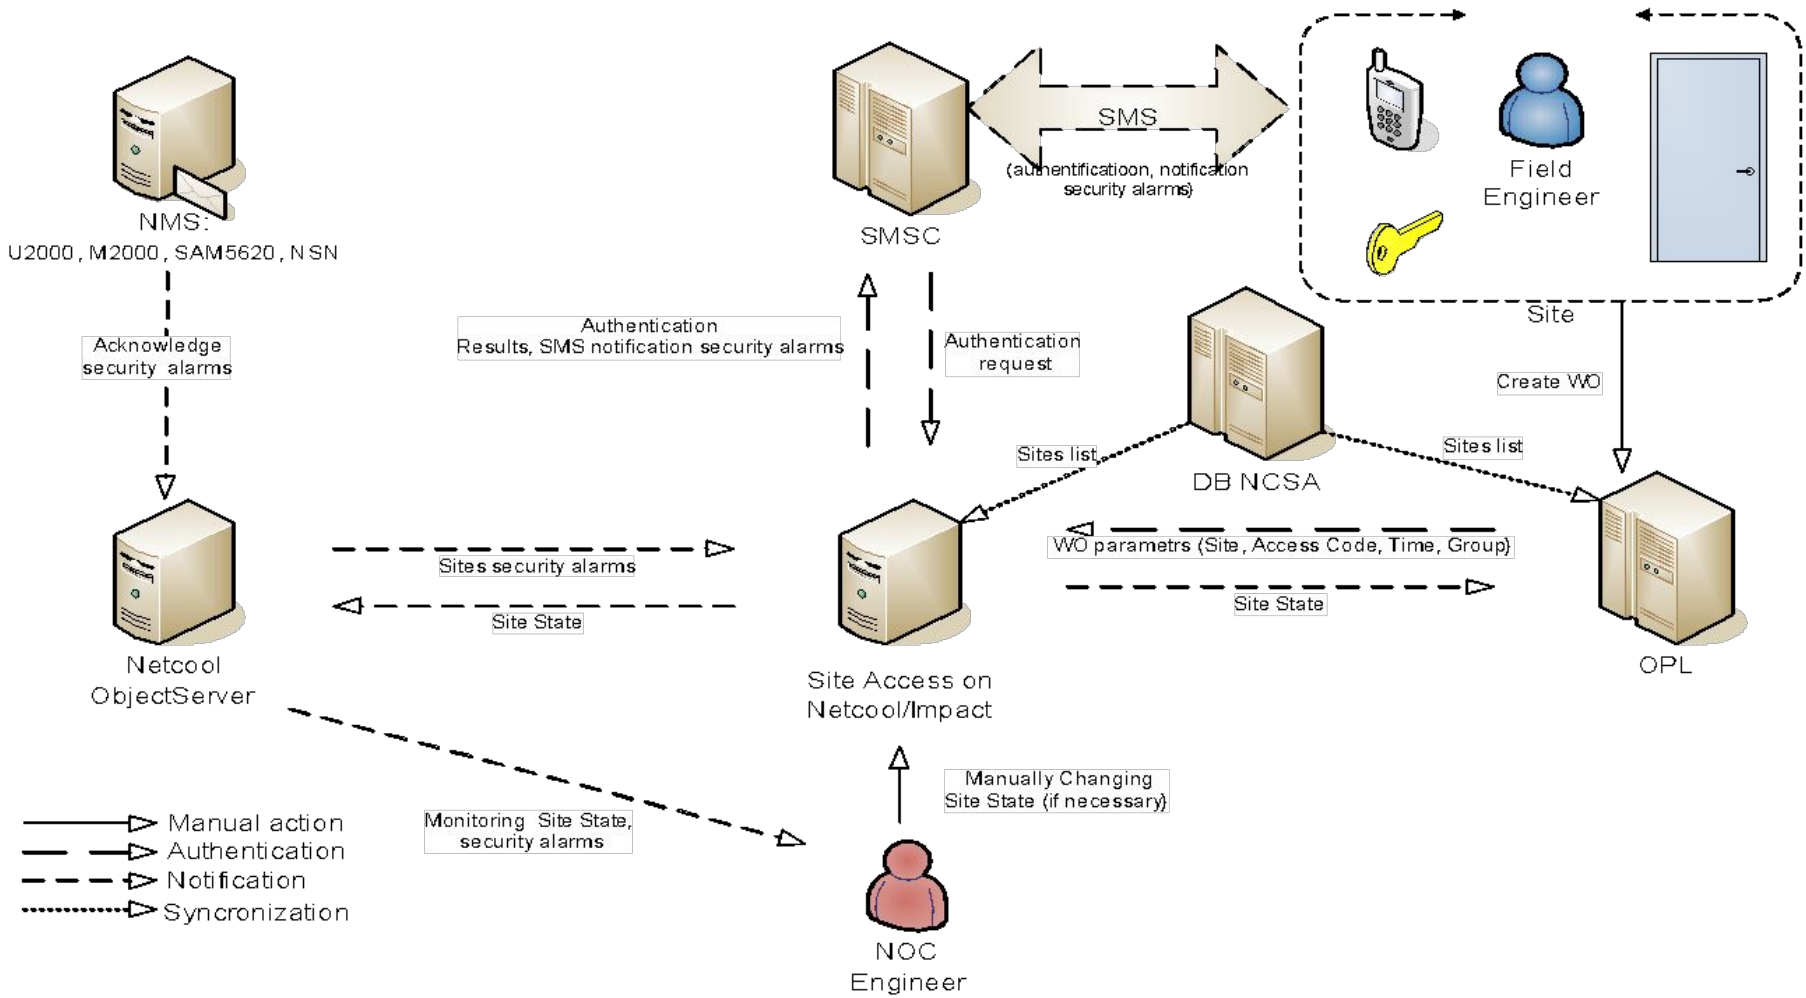 NMS:
U2000, M2000, SAM5620, NSN
SMSC
SMS
(authentificatioon, notification
security alarms)
Field
Engineer
Site
Acknowledge
security alarms
Authentication
Results, SMS notification security alarms
Authentication
request
Create WO
Sites list
Sites list
DB NCSA
WO parametrs (Site, Access Code, Time, Group)
Sites security alarms
Site State
Site State
Netcool
ObjectServer
Site Access on
Netcool/Impact
OPL
Manually Changing
Site State (if necessary)
Monitoring Site State,
security alarms
Manual action
Authentication
Notification
Syncronization
NOC
Engineer